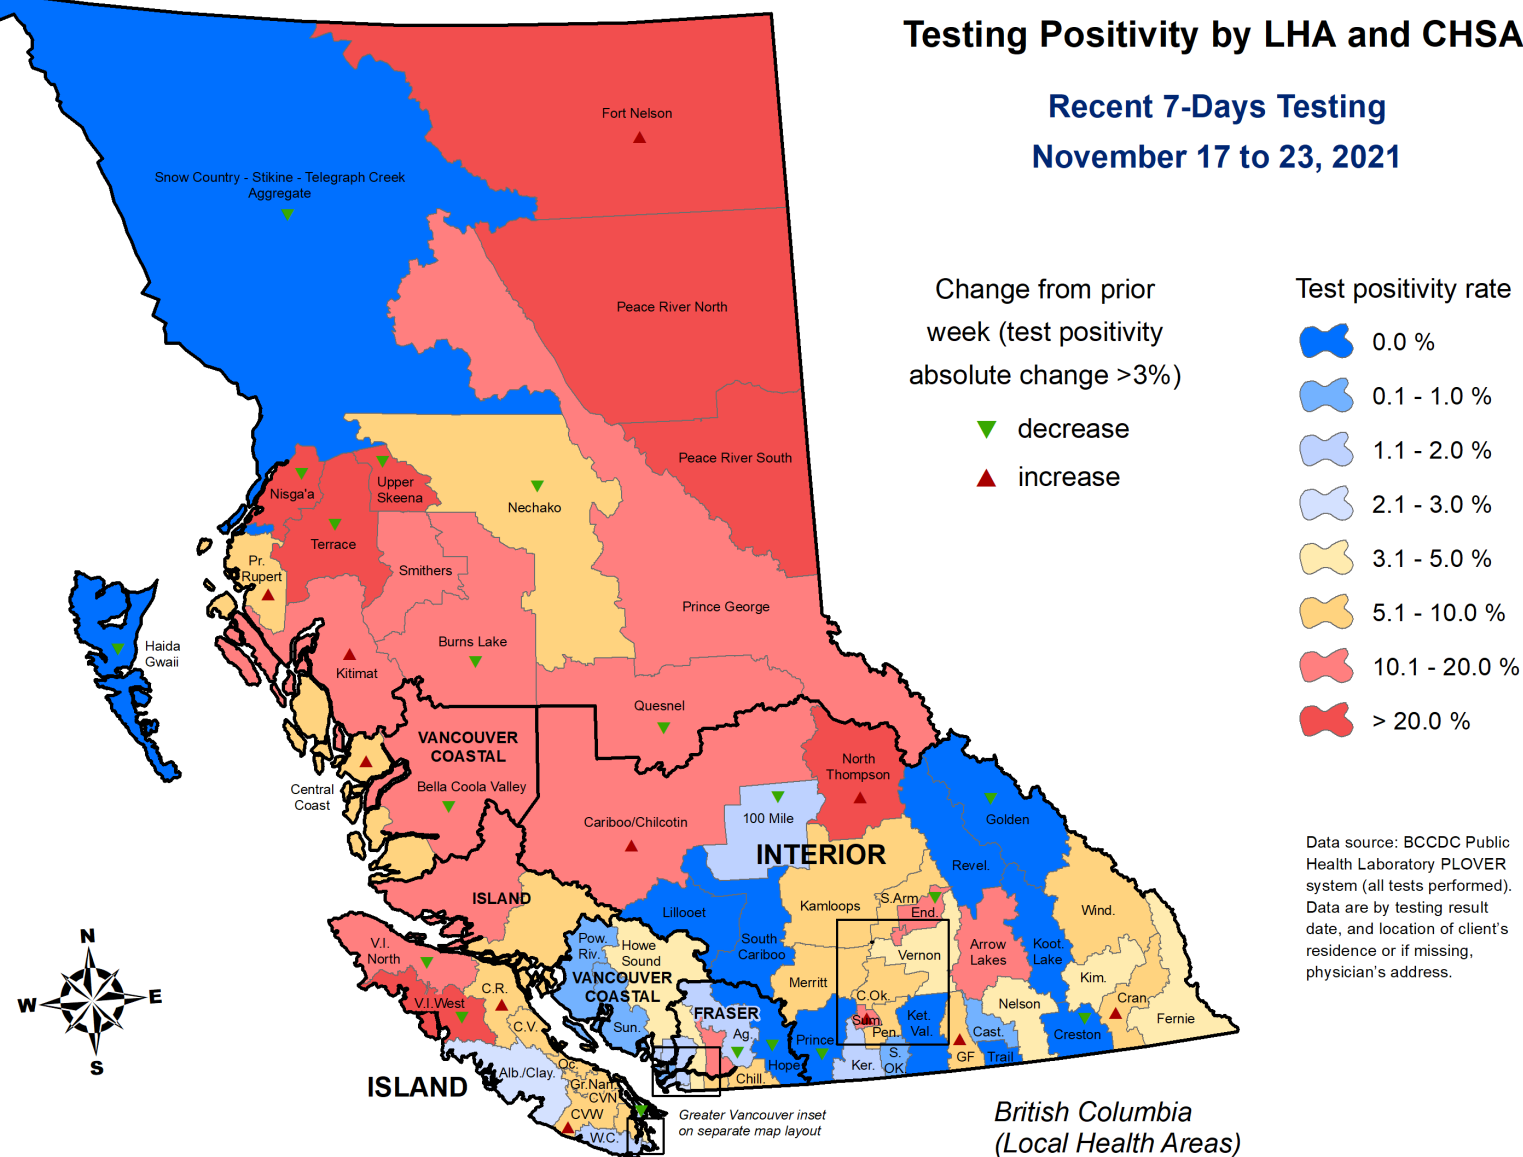 Testing Positivity by LHA and CHSA
Recent 7-Days Testing
November 17 to 23, 2021
Change from prior
week (test positivity
absolute change >3%)
decrease
increase
Test positivity rate
0.0 %
0.1 - 1.0 %
1.1 - 2.0 %
2.1 - 3.0 %
3.1 - 5.0 %
5.1 - 10.0 %
10.1 - 20.0 %
> 20.0 %
Data source: BCCDC Public
Health Laboratory PLOVER
system (all tests performed).
Data are by testing result
date, and location of client's
residence or if missing,
physician's address.
Fort Nelson
Snow Country - Stikine - Telegraph Creek
Aggregate
Peace River North
Peace River South
Nisga'a
Upper
Skeena
Nechako
Terrace
Pr.
Rupert
Smithers
Prince George
Haida
Gwaii
Burns Lake
Kitimat
Quesnel
VANCOUVER
COASTAL
North
Thompson
Central
Coast
Bella Coola Valley
Cariboo/Chilcotin
100 Mile
Golden
INTERIOR
Revel.
ISLAND
Lillooet
Kamloops
S.Arm
End.
Wind.
V.I.
North
Pow.
Riv.
Howe
Sound
South
Cariboo
Vernon
Arrow
Lakes
Koot.
Lake
VANCOUVER
COASTAL
Merritt
Kim.
C.R.
V.I.West
C.Ok.
Nelson
Cran.
Fernie
FRASER
C.V.
Sun.
Ag.
Sum.
Pen.
Ket.
Val.
Prince
Cast.
Creston
Alb./Clay.
Oc.
Hope
Ker.
S.
OK
GF
Trail
Chill.
Gr.Nan.
CVN
CVW
W.C.
ISLAND
Greater Vancouver inset
on separate map layout
British Columbia
(Local Health Areas)
N
W
E
S